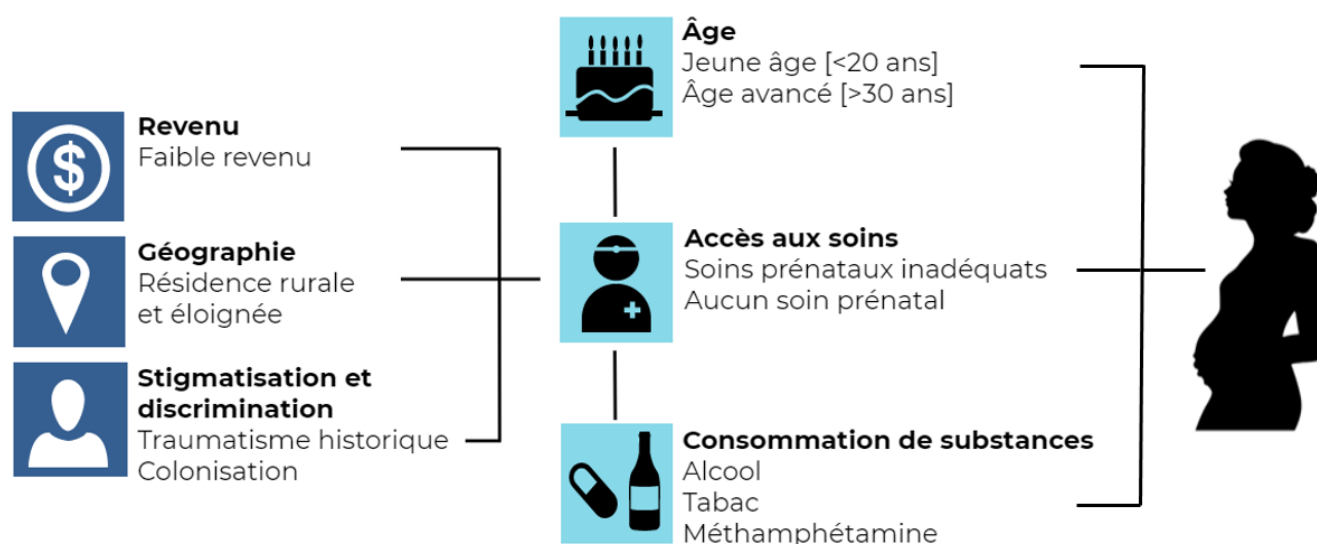 Revenu
Faible revenu
Géographie
Résidence rurale
et éloignée
Stigmatisation et
discrimination
Traumatisme historique
Colonisation
Âge
Jeune âge [<20 ans]
Âge avancé [>30 ans]
Accès aux soins
Soins prénataux inadéquats
Aucun soin prénatal
Consommation de substances
Alcool
Tabac
Méthamphétamine